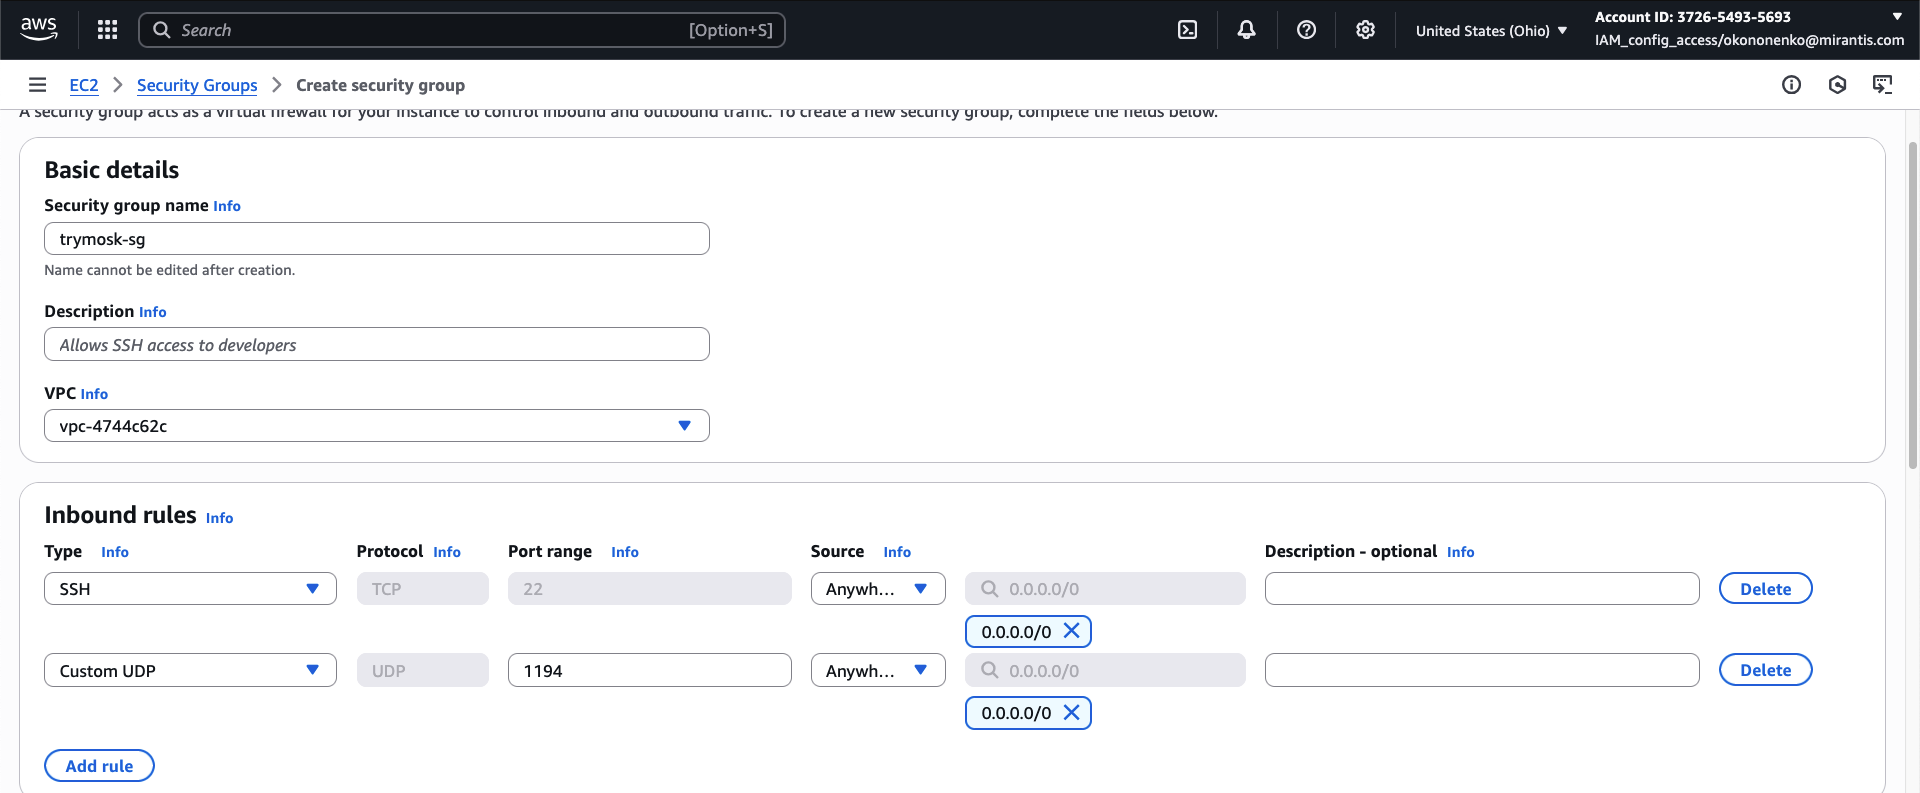 aws
Search [Option+S]
United States (Ohio)
Account ID: 3726-5493-5693
IAM_config_access/okononenko@mirantis.com
EC2 Security Groups Create security group
A security group acts as a virtual firewall for your instance to control inbound and outbound traffic. To create a new security group, complete the fields below.
Basic details
Security group name Info
trymosk-sg
Name cannot be edited after creation.
Description Info
Allows SSH access to developers
VPC Info
vpc-4744c62c
Inbound rules Info
Type Info Protocol Info Port range Info Source Info Description - optional Info
SSH TCP 22 Anywh... 0.0.0.0/0 Delete
0.0.0.0/0
Custom UDP UDP 1194 Anywh... 0.0.0.0/0 Delete
0.0.0.0/0
Add rule